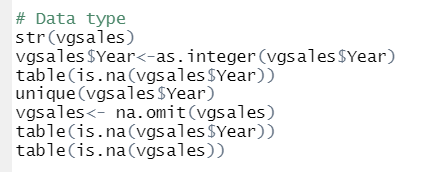 # Data type
str(vgsales)
vgsales$Year<-as.integer(vgsales$Year)
table(is.na(vgsales$Year))
unique(vgsales$Year)
vgsales<- na.omit(vgsales)
table(is.na(vgsales$Year))
table(is.na(vgsales))